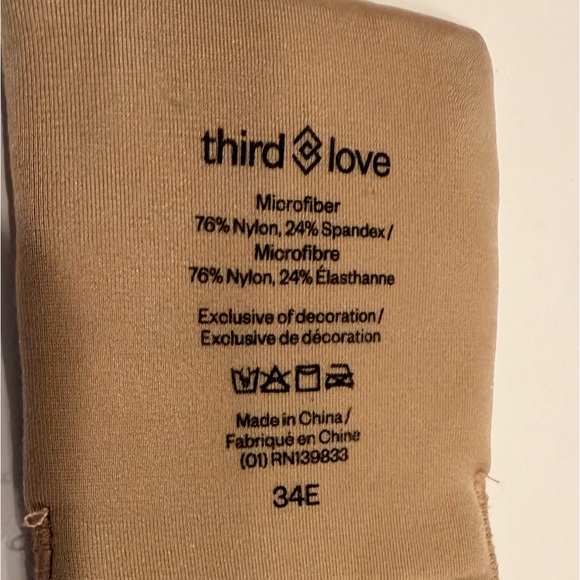 third love
Microfiber
76% Nylon, 24% Spandex/
Microfibre
76% Nylon, 24% Élasthanne
Exclusive of decoration/
Exclusive de décoration
Made in China/
Fabriqué en Chine
(01) RN139833
34E